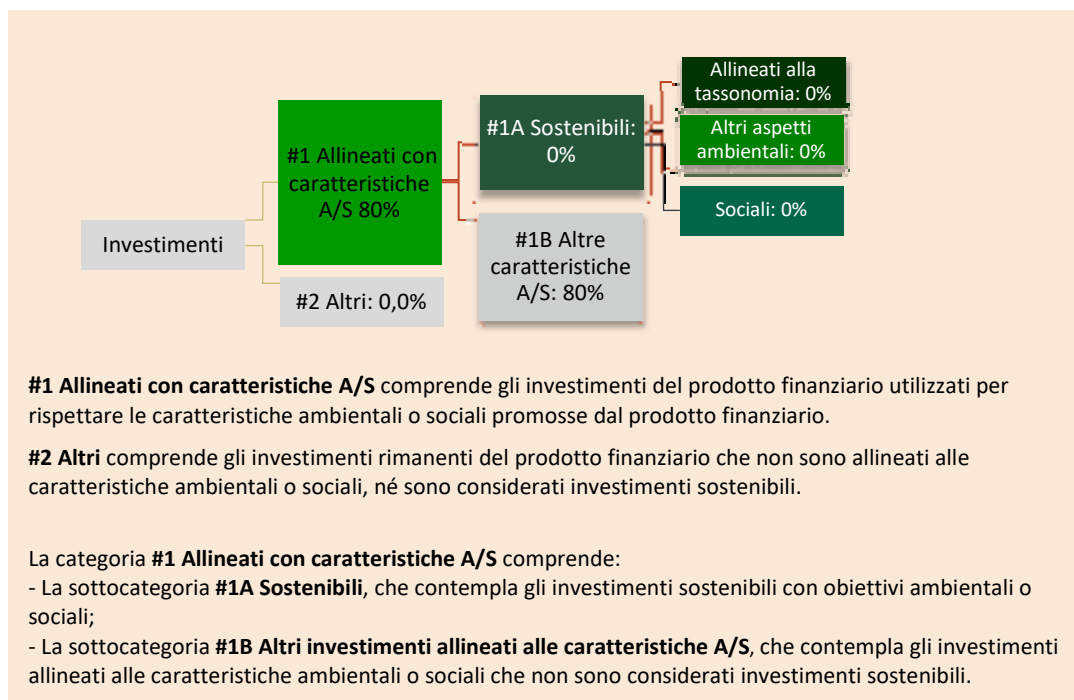 Investimenti
#1 Allineati con
caratteristiche
A/S 80%
#2 Altri: 0,0%
#1A Sostenibili:
0%
#1B Altre
caratteristiche
A/S: 80%
Allineati alla
tassonomia: 0%
Altri aspetti
ambientali: 0%
Sociali: 0%
#1 Allineati con caratteristiche A/S comprende gli investimenti del prodotto finanziario utilizzati per
rispettare le caratteristiche ambientali o sociali promosse dal prodotto finanziario.
#2 Altri comprende gli investimenti rimanenti del prodotto finanziario che non sono allineati alle
caratteristiche ambientali o sociali, né sono considerati investimenti sostenibili.
La categoria #1 Allineati con caratteristiche A/S comprende:
- La sottocategoria #1A Sostenibili, che contempla gli investimenti sostenibili con obiettivi ambientali o
sociali;
- La sottocategoria #1B Altri investimenti allineati alle caratteristiche A/S, che contempla gli investimenti
allineati alle caratteristiche ambientali o sociali che non sono considerati investimenti sostenibili.